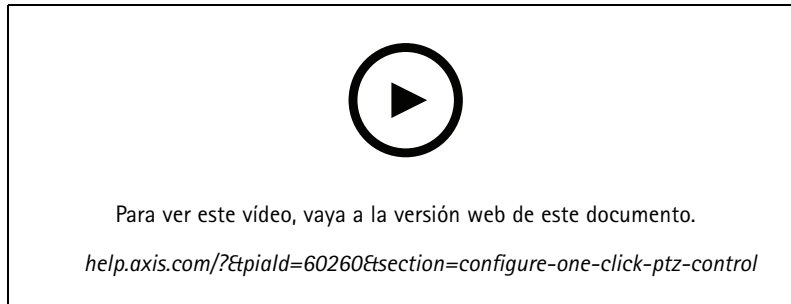 Para ver este vídeo, vaya a la versión web de este documento.
help.axis.com/?&piaId=60260&section=configure-one-click-ptz-control